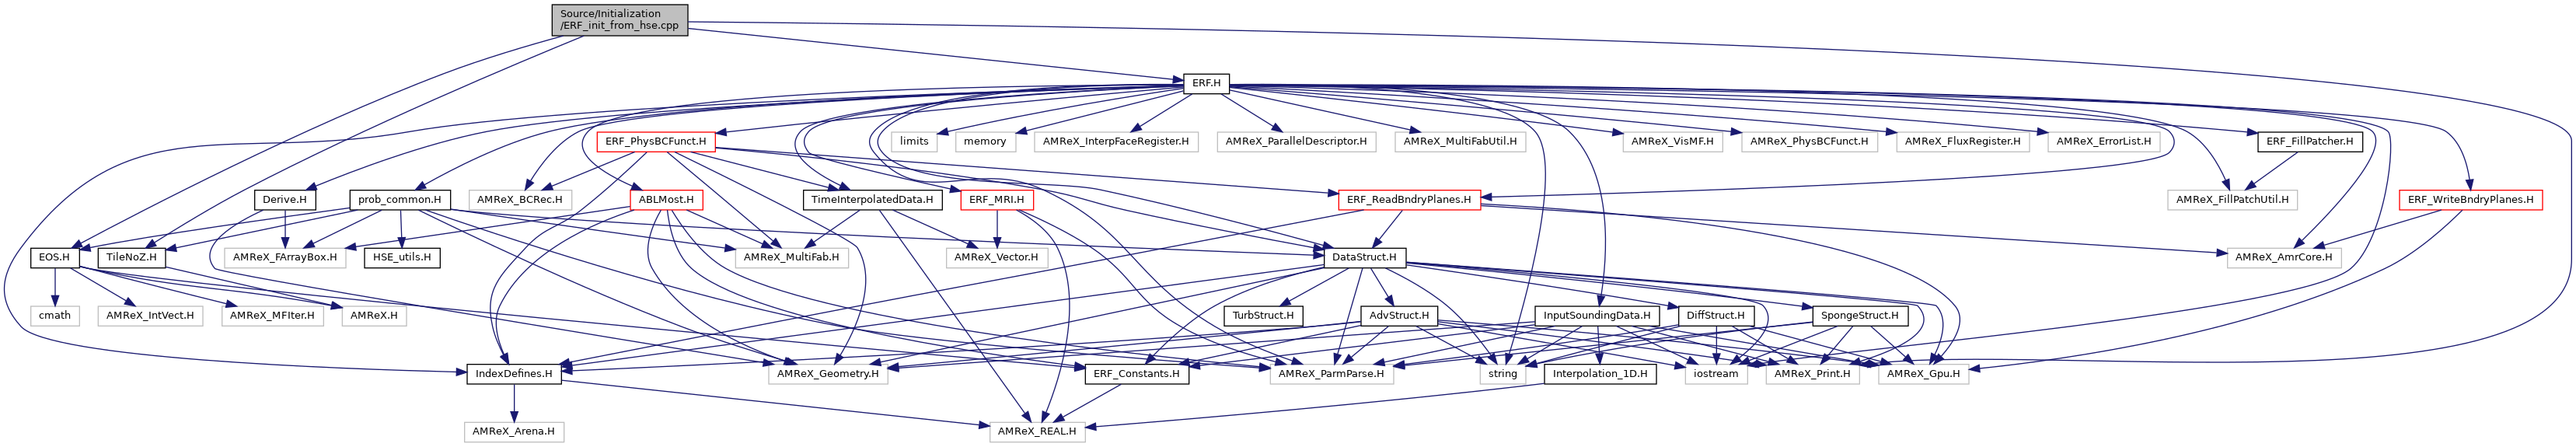 Source/Initialization
/ERF_init_from_hse.cpp
ERF.H
ERF_PhysBCFunct.H
limits
memory
AMReX_InterpFaceRegister.H
AMReX_ParallelDescriptor.H
AMReX_MultiFabUtil.H
AMReX_VisMF.H
AMReX_PhysBCFunct.H
AMReX_FluxRegister.H
AMReX_ErrorList.H
ERF_FillPatcher.H
Derive.H
prob_common.H
AMReX_BCRec.H
ABLMost.H
TimeInterpolatedData.H
ERF_MRI.H
ERF_ReadBndryPlanes.H
AMReX_FillPatchUtil.H
ERF_WriteBndryPlanes.H
EOS.H
TileNoZ.H
AMReX_FArrayBox.H
HSE_utils.H
AMReX_MultiFab.H
AMReX_Vector.H
DataStruct.H
AMReX_AmrCore.H
cmath
AMReX_IntVect.H
AMReX_MFIter.H
AMReX.H
TurbStruct.H
AdvStruct.H
InputSoundingData.H
DiffStruct.H
SpongeStruct.H
IndexDefines.H
AMReX_Geometry.H
ERF_Constants.H
AMReX_ParmParse.H
string
Interpolation_1D.H
iostream
AMReX_Print.H
AMReX_Gpu.H
AMReX_Arena.H
AMReX_REAL.H